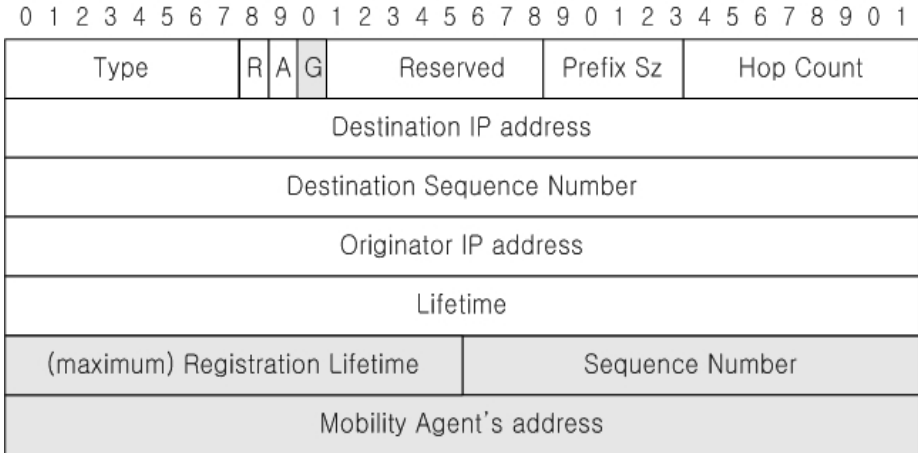 0 1 2 3 4 5 6 7 8 9 0 1 2 3 4 5 6 7 8 9 0 1 2 3 4 5 6 7 8 9 0 1
Type R A G Reserved Prefix Sz Hop Count
Destination IP address
Destination Sequence Number
Originator IP address
Lifetime
(maximum) Registration Lifetime Sequence Number
Mobility Agent's address